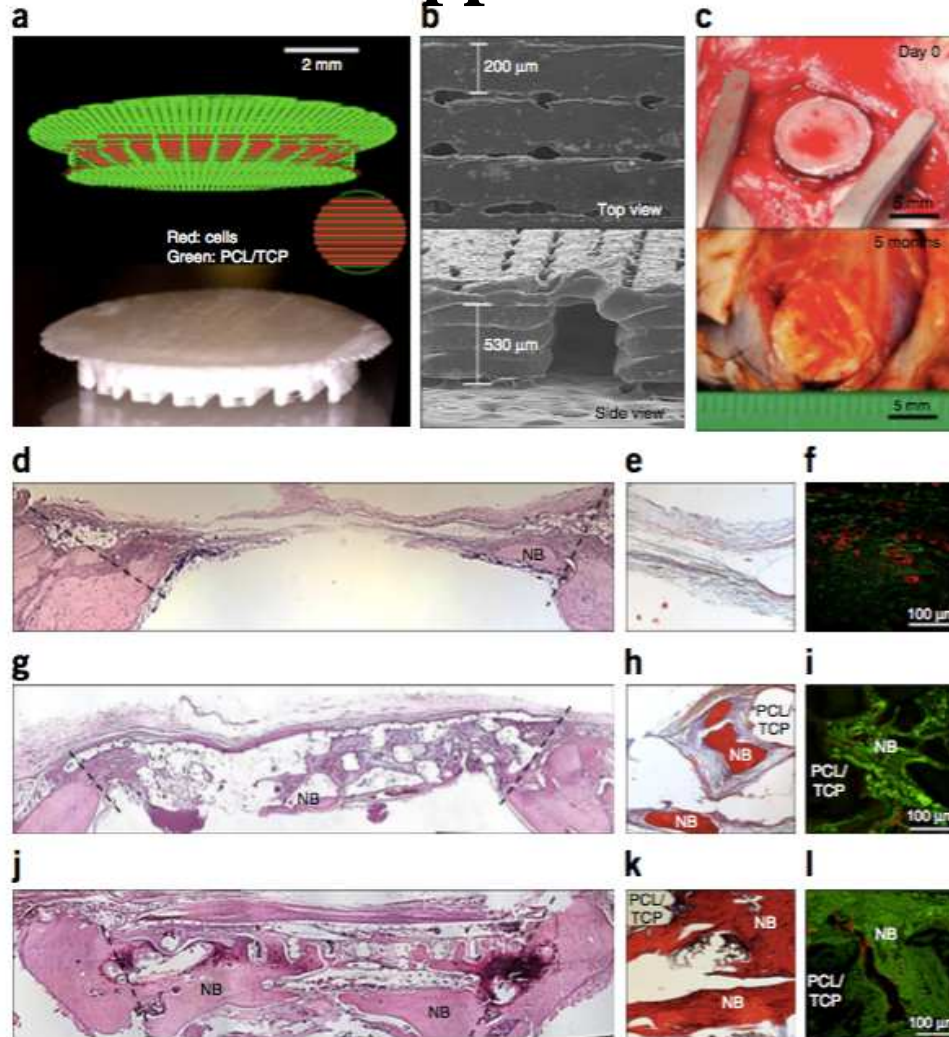 a
b
c
2 mm
Red: cells
Green: PCL/TCP
200 µm
Top view
530 µm
Side view
Day 0
5 mm
5 months
5 mm
d
e
f
NB
100 µm
g
h
i
NB
PCL/
TCP
NB
NB
NB
PCL/
TCP
100 µm
j
k
l
NB
NB
PCL/
TCP
NB
NB
NB
PCL/
TCP
100 µm